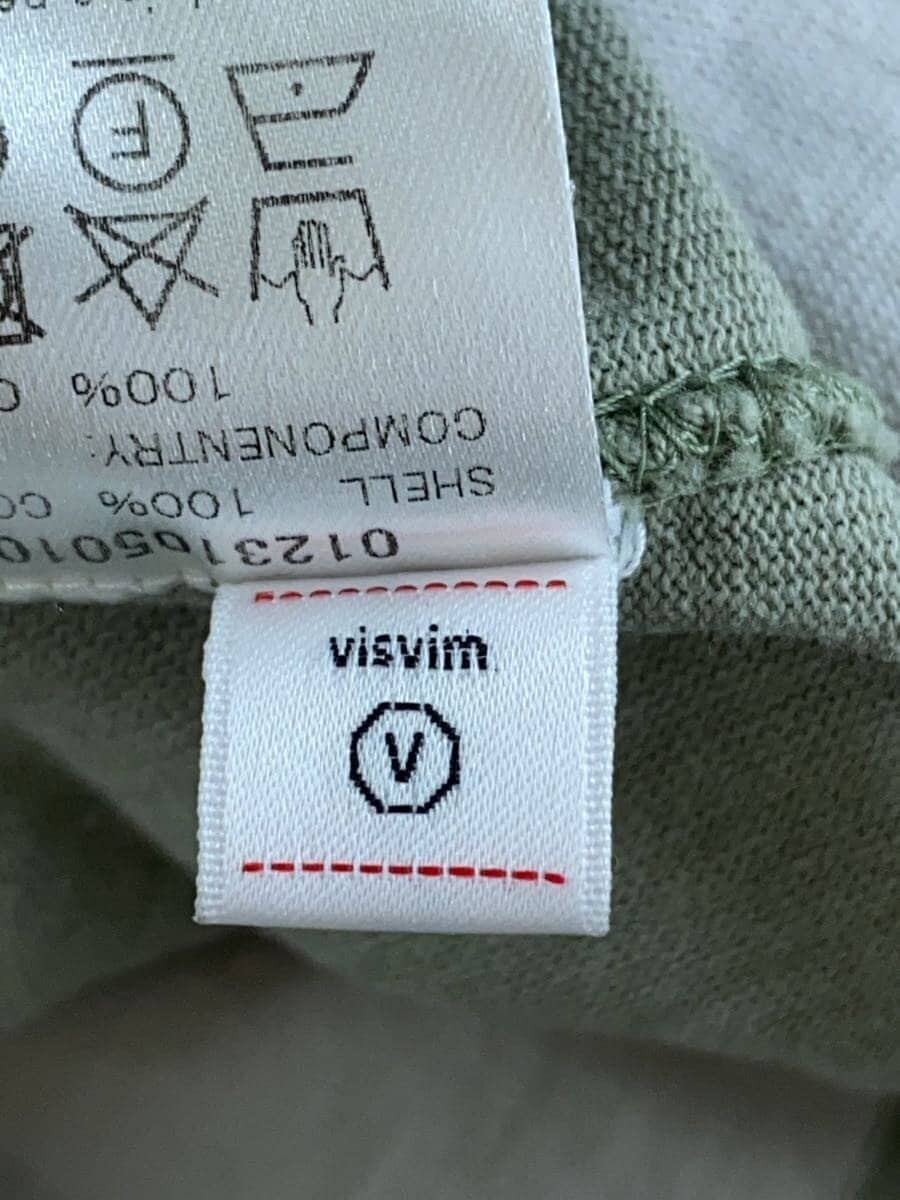 0123105010
SHELL 100%
COMPONENTRY:
100%
F
visvim
V